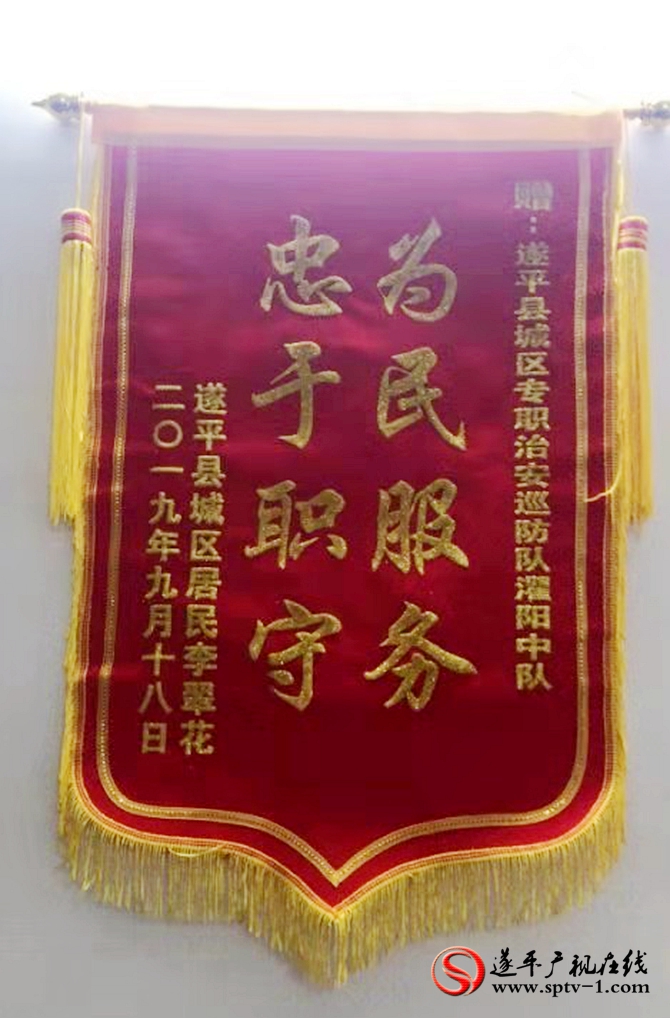 赠：遂平县城区专职治安巡防队灈阳中队
为民服务
忠于职守
遂平县城区居民李翠花
二〇一九年九月十八日
遂平广视在线
www.sptv-1.com